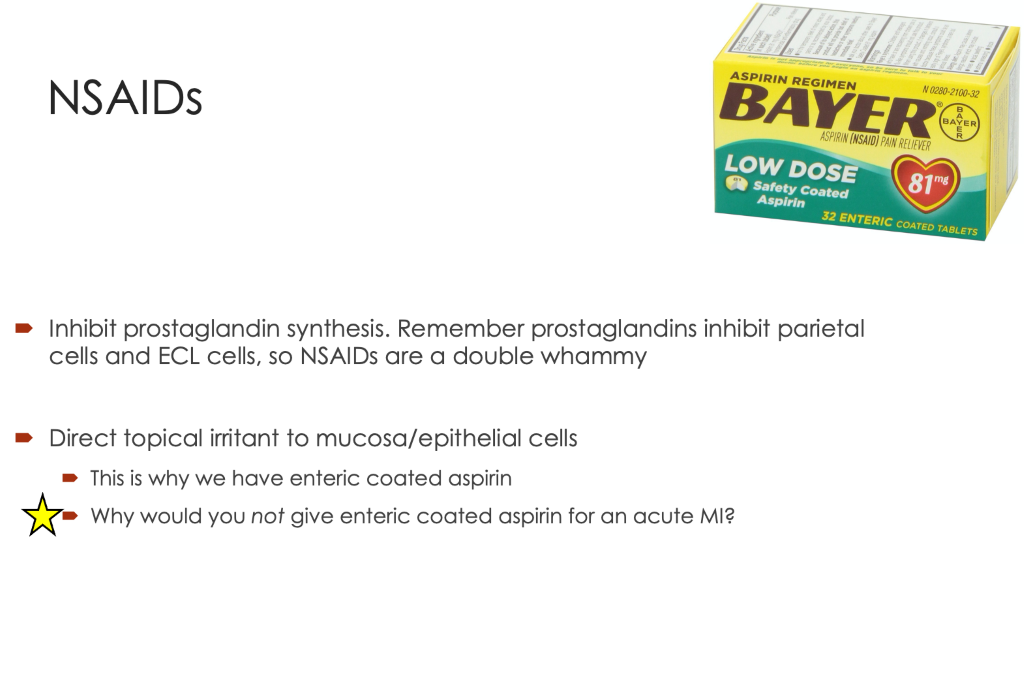 NSAIDs
ASPIRIN REGIMEN
N 0280-2100-32
BAYER®
BAYER
BAYER
ASPIRIN (NSAID) PAIN RELIEVER
LOW DOSE
81 mg
Safety Coated
Aspirin
32 ENTERIC COATED TABLETS
Inhibit prostaglandin synthesis. Remember prostaglandins inhibit parietal
cells and ECL cells, so NSAIDs are a double whammy
Direct topical irritant to mucosa/epithelial cells
This is why we have enteric coated aspirin
Why would you not give enteric coated aspirin for an acute MI?